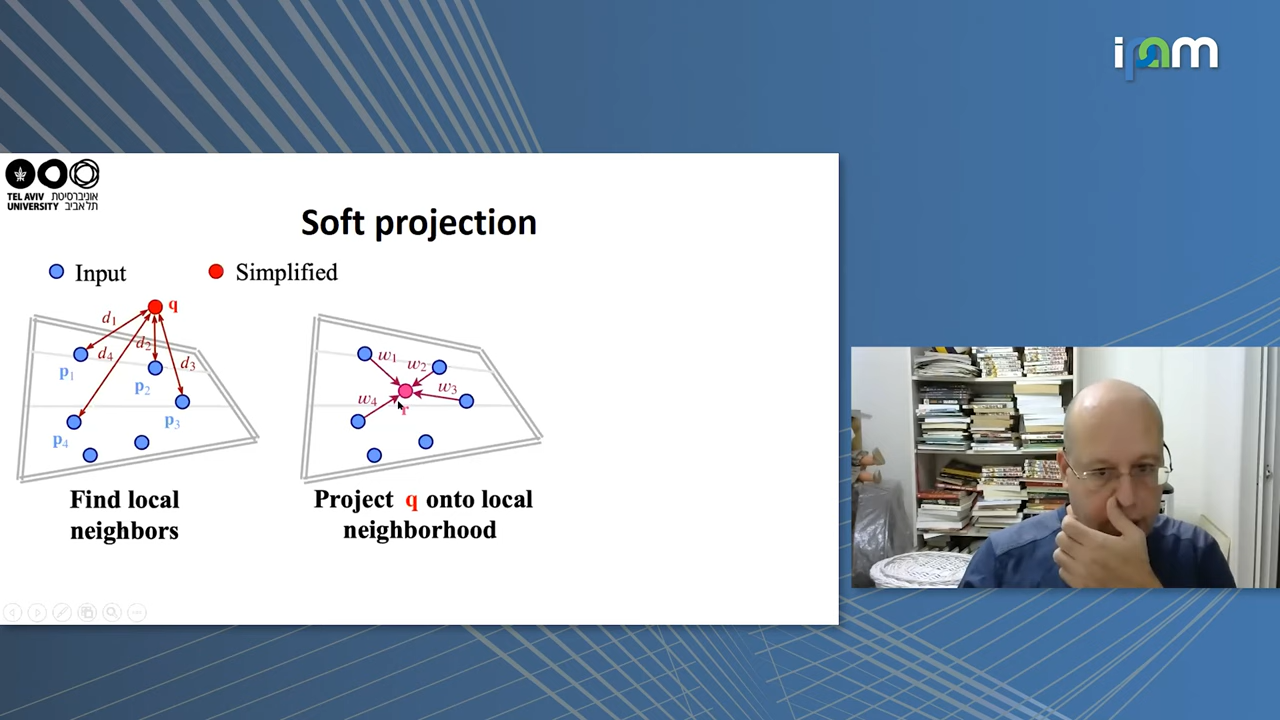 ipam
TEL AVIV אוניברסיטת
UNIVERSITY תל אביב
Soft projection
Input
Simplified
q
d1
d2
d4
d3
p1
p2
p3
p4
w1
w2
w3
w4
r
Find local
neighbors
Project q onto local
neighborhood